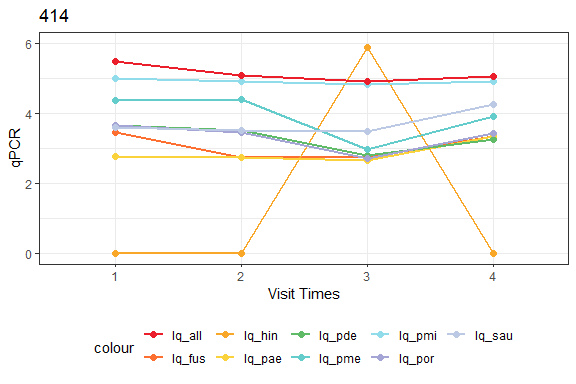 414
6
4
2
0
qPCR
1 2 3 4
Visit Times
colour
lq_all lq_hin lq_pde lq_pmi lq_sau
lq_fus lq_pae lq_pme lq_por